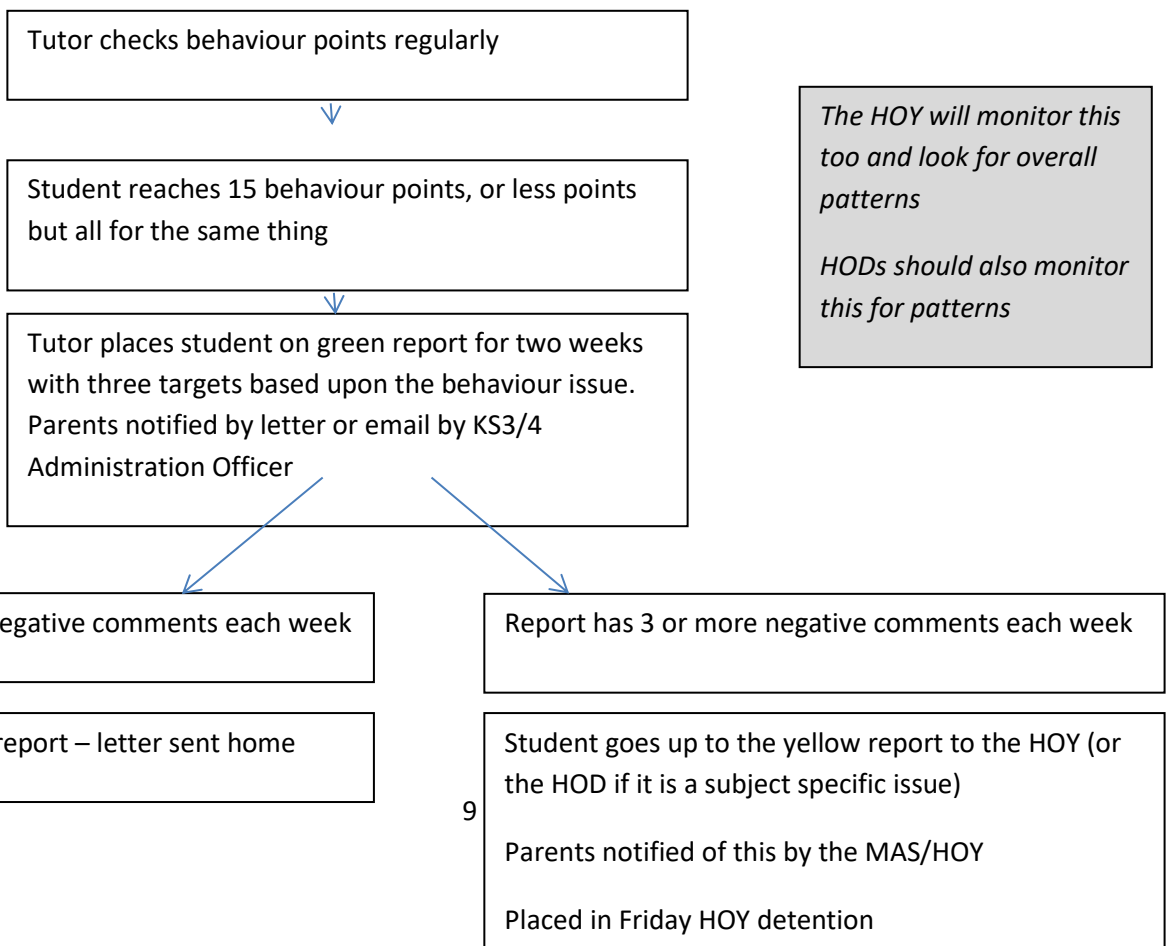 Tutor checks behaviour points regularly
The HOY will monitor this
too and look for overall
patterns
HODs should also monitor
this for patterns
Student reaches 15 behaviour points, or less points
but all for the same thing
Tutor places student on green report for two weeks
with three targets based upon the behaviour issue.
Parents notified by letter or email by KS3/4
Administration Officer
egative comments each week
Report has 3 or more negative comments each week
report – letter sent home
Student goes up to the yellow report to the HOY (or
the HOD if it is a subject specific issue)
Parents notified of this by the MAS/HOY
Placed in Friday HOY detention
9